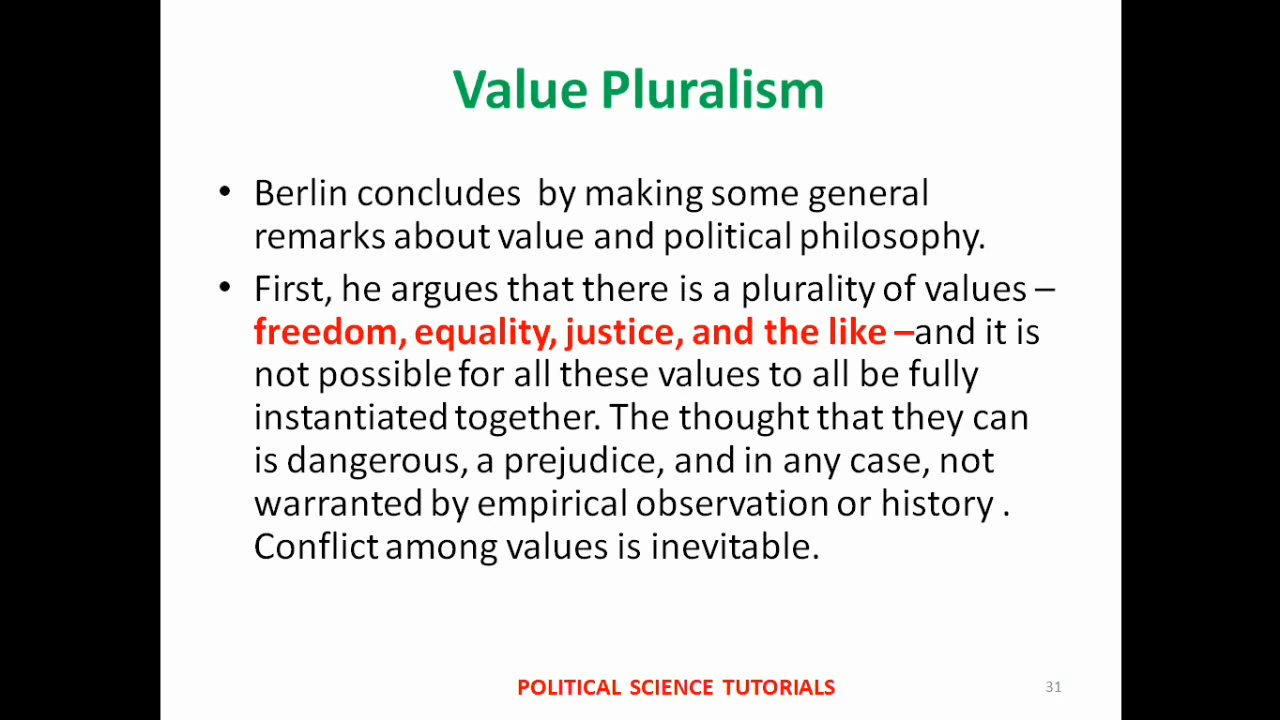 Value Pluralism
• Berlin concludes  by making some general
remarks about value and political philosophy.
• First, he argues that there is a plurality of values –
freedom, equality, justice, and the like –and it is
not possible for all these values to all be fully
instantiated together. The thought that they can
is dangerous, a prejudice, and in any case, not
warranted by empirical observation or history .
Conflict among values is inevitable.
POLITICAL SCIENCE TUTORIALS
31